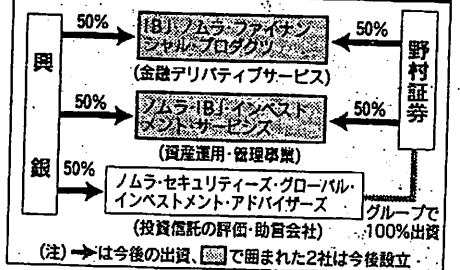 50%
IBJ・ノムラ・ファイナン
シャル・プロダクツ
50%
(金融デリバティブサービス)
興銀
野村証券
50%
ノムラ・IBJ・インベスト
メント・サービシズ
50%
(資産運用・管理事業)
50%
ノムラ・セキュリティーズ・グローバル・
インベストメント・アドバイザーズ
(投資信託の評価・助言会社)
グループで
100%出資
(注)→は今後の出資、▒で囲まれた2社は今後設立